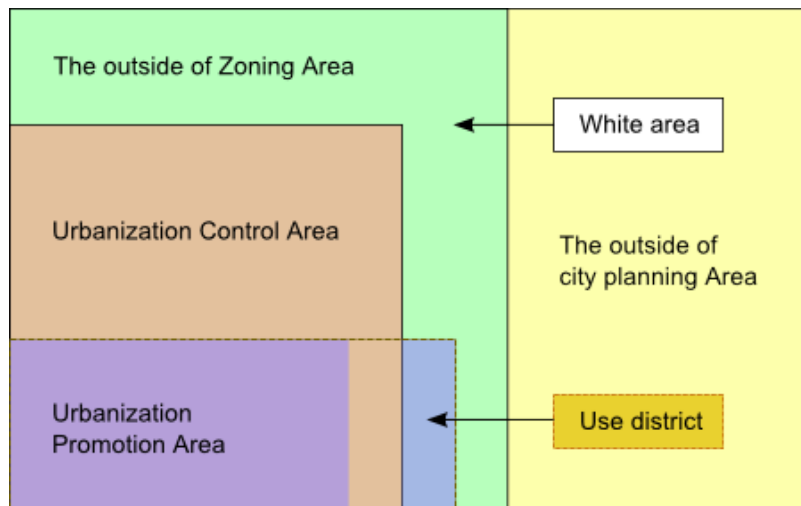 The outside of Zoning Area
White area
Urbanization Control Area
The outside of
city planning Area
Urbanization
Promotion Area
Use district